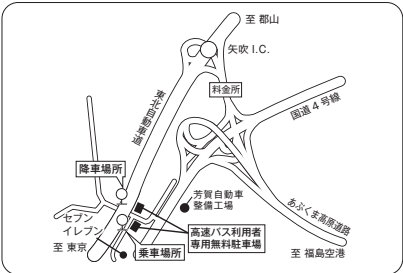 至 郡山
矢吹 I.C.
料金所
東北自動車道
国道4号線
降車場所
芳賀自動車
整備工場
あぶくま高原道路
セブン
イレブン
高速バス利用者
専用無料駐車場
至 東京
乗車場所
至 福島空港